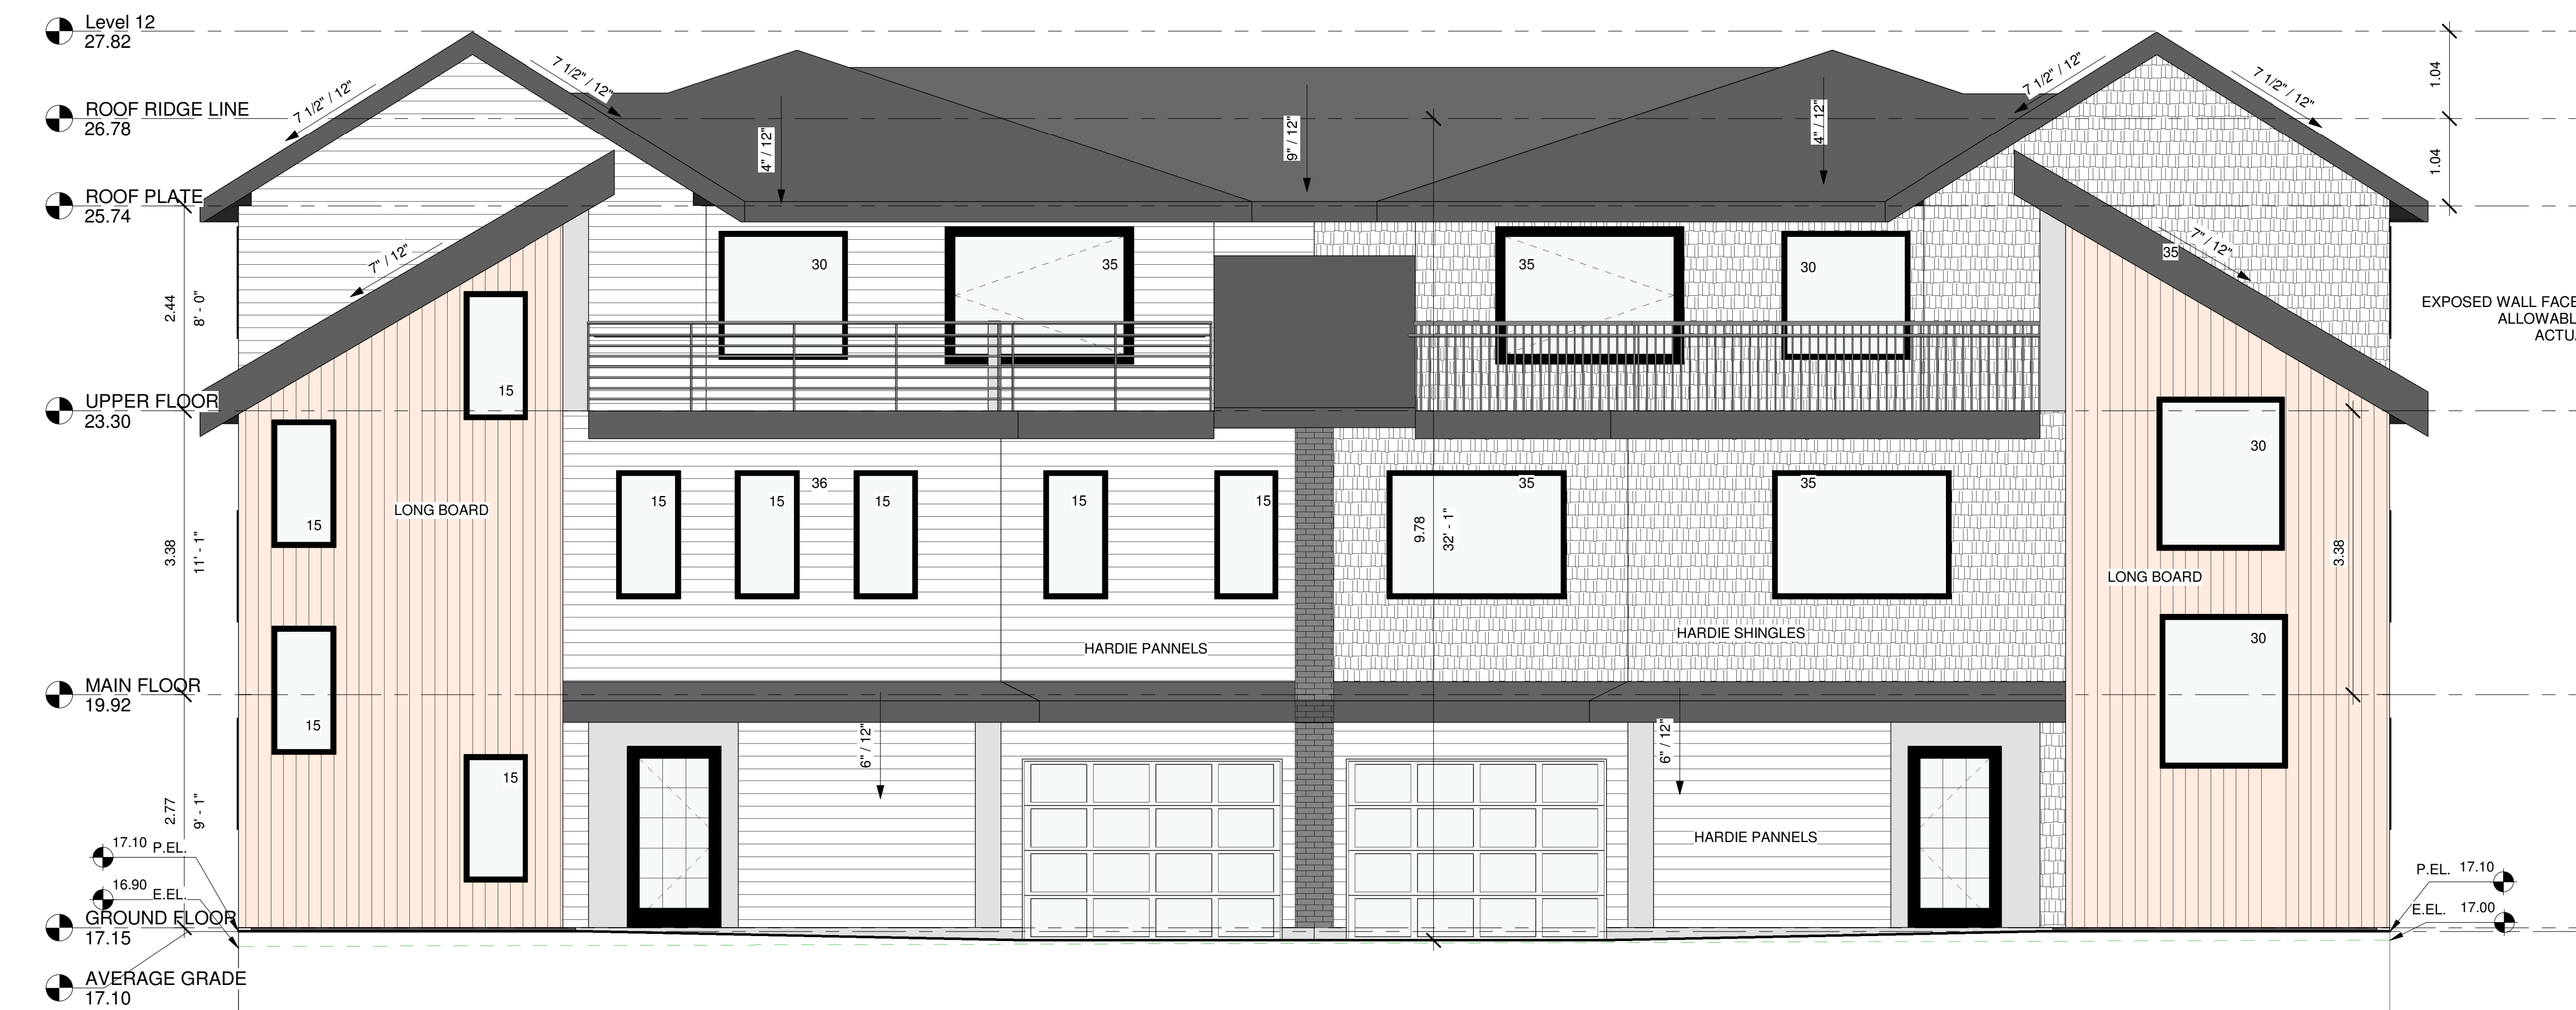 Level 12
27.82
ROOF RIDGE LINE
26.78
ROOF PLATE
25.74
UPPER FLOOR
23.30
MAIN FLOOR
19.92
17.10 P.EL.
16.90 E.EL.
GROUND FLOOR
17.15
AVERAGE GRADE
17.10
2.44
8' - 0"
3.38
11' - 1"
2.77
9' - 1"
7 1/2" / 12"
7 1/2" / 12"
7" / 12"
4" / 12"
9" / 12"
4" / 12"
7 1/2" / 12"
7 1/2" / 12"
7" / 12"
35
1.04
1.04
30
35
35
30
15
15
LONG BOARD
15
15
15
15
36
15
15
15
35
35
9.78
32' - 1"
HARDIE PANNELS
HARDIE SHINGLES
30
LONG BOARD
30
3.38
6" / 12"
6" / 12"
HARDIE PANNELS
EXPOSED WALL FACE
ALLOWABL
ACTU
P.EL. 17.10
E.EL. 17.00